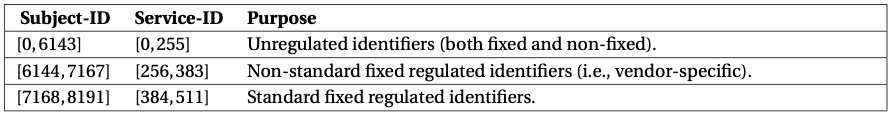 Subject-ID Service-ID Purpose
[0,6143] [0,255] Unregulated identifiers (both fixed and non-fixed).
[6144,7167] [256,383] Non-standard fixed regulated identifiers (i.e., vendor-specific).
[7168,8191] [384,511] Standard fixed regulated identifiers.